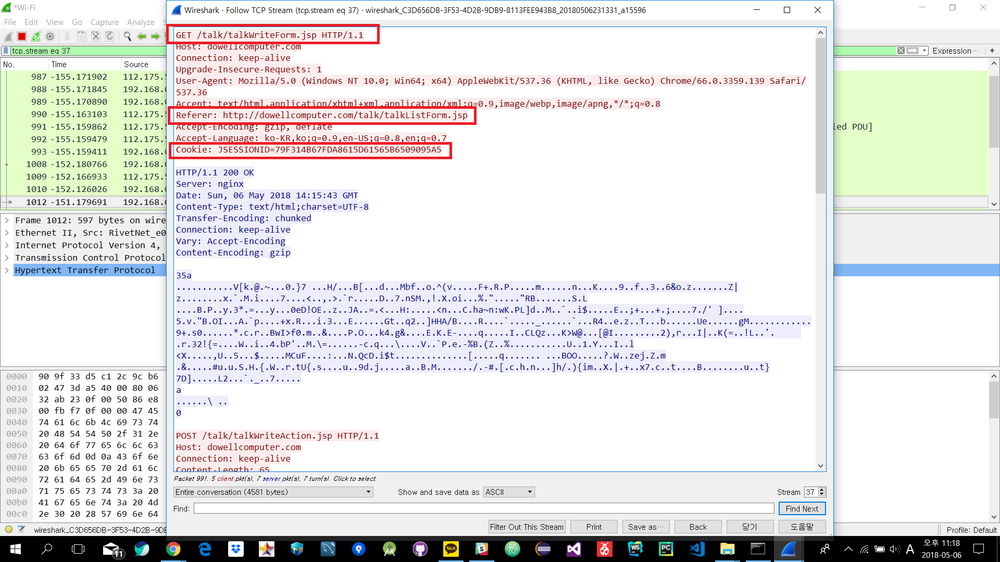 *Wi-Fi
File Edit View Go Capture Analyze
tcp.stream eq 37
Expression…
No. Time Source
987 -155.171902 112.175.
988 -155.171845 192.168.
989 -155.170890 192.168.
990 -155.163103 112.175.
991 -155.159862 112.175.
992 -155.159479 192.168.
993 -155.159411 192.168.
1008 -152.180766 192.168.
1009 -152.166933 112.175.
1010 -152.126026 192.168.
1012 -151.179691 192.168.
led PDU]
Frame 1012: 597 bytes on wire
Ethernet II, Src: RivetNet_e0
Internet Protocol Version 4,
Transmission Control Protocol
Hypertext Transfer Protocol
0000 90 9f 33 d5 c1 2c 9c b6
0010 02 47 3d a5 40 00 80 06
0020 32 ab 23 0f 00 50 86 e8
0030 00 fb f7 0f 00 00 47 45
0040 74 61 6c 6b 4c 69 73 74
0050 20 48 54 54 50 2f 31 2e
0060 20 64 6f 77 65 6c 6c 63
0070 63 6f 6d 0d 0a 43 6f 6e
0080 20 6b 65 65 70 2d 61 6c
0090 72 61 64 65 2d 49 6e 73
00a0 71 75 65 73 74 73 3a 20
00b0 41 67 65 6e 74 3a 20 4d
00c0 2e 30 20 28 57 69 6e 64
wireshark_C3D656DB-3F53-4D2B-9DB
Profile: Default
Wireshark · Follow TCP Stream (tcp.stream eq 37) · wireshark_C3D656DB-3F53-4D2B-9DB9-8113FEE943B8_20180506231331_a15596
GET /talk/talkWriteForm.jsp HTTP/1.1
Host: dowellcomputer.com
Connection: keep-alive
Upgrade-Insecure-Requests: 1
User-Agent: Mozilla/5.0 (Windows NT 10.0; Win64; x64) AppleWebKit/537.36 (KHTML, like Gecko) Chrome/66.0.3359.139 Safari/
537.36
Accept: text/html,application/xhtml+xml,application/xml;q=0.9,image/webp,image/apng,*/*;q=0.8
Referer: http://dowellcomputer.com/talk/talkListForm.jsp
Accept-Encoding: gzip, deflate
Accept-Language: ko-KR,ko;q=0.9,en-US;q=0.8,en;q=0.7
Cookie: JSESSIONID=79F314B67FDA8615D61565B6509095A5
HTTP/1.1 200 OK
Server: nginx
Date: Sun, 06 May 2018 14:15:43 GMT
Content-Type: text/html;charset=UTF-8
Transfer-Encoding: chunked
Connection: keep-alive
Vary: Accept-Encoding
Content-Encoding: gzip
35a
...........V[k.@.~...0.}7 ...H/...B[...d...Mbf..o.^(v.....F+.R.P.....m......n...K....9..f..3..6&o.z.......Z|
z........x.`.M.i....7....<..,.>.`r.....D..7.nSM.,!.X.oi...%."....."RB.......S.L
....B.P..y.3*.=...y...0eD!OE..z..JA..=.<...H:.....<n...C.ha~n:wK.PL]d..M..`..i$.....E..;+...+.;....7./' ]....
5.v."B.OI...A.`p....+x.R...i.3...E......Gt..q2..]HHA/B....R....`....._......`...R4..e.z..T...b......Ue......gM............
9+.s0......*.c.r..BwI>f0.m..&....P.O...k4.g&....E.K.E-....q.....I..CLQz...K>W@...[@I.........2),r...I|..K(=..!L..'.
.r.32!{=....W..i..4.bP'..M.\=......-c.q...\....V..`P.e.-%B.(Z..%...........U..1.Y...I..l
<X.....,U..5...$.....MCuF....:...N.QcD.i$t..............[.....q....... ...BOO.....?.W..zej.Z.m
.&.....#u.u.S.H.{.W..r.tU{.s....u..9d.j.....a..B.M......./.-#.[.c.h.n...]h/.){im..X.|.+..x7.c..t....B........u..t}
7D].....L2...`._..7.....
a
......\ ..
0
POST /talk/talkWriteAction.jsp HTTP/1.1
Host: dowellcomputer.com
Connection: keep-alive
Content-Length: 65
Packet 991. 5 client pkt(s), 7 server pkt(s), 7 turn(s). Click to select.
Entire conversation (4581 bytes) Show and save data as ASCII Stream 37
Find: Find Next
Filter Out This Stream Print Save as… Back 닫기 도움말
11 TALK WS PC A 오후 11:18
2018-05-06